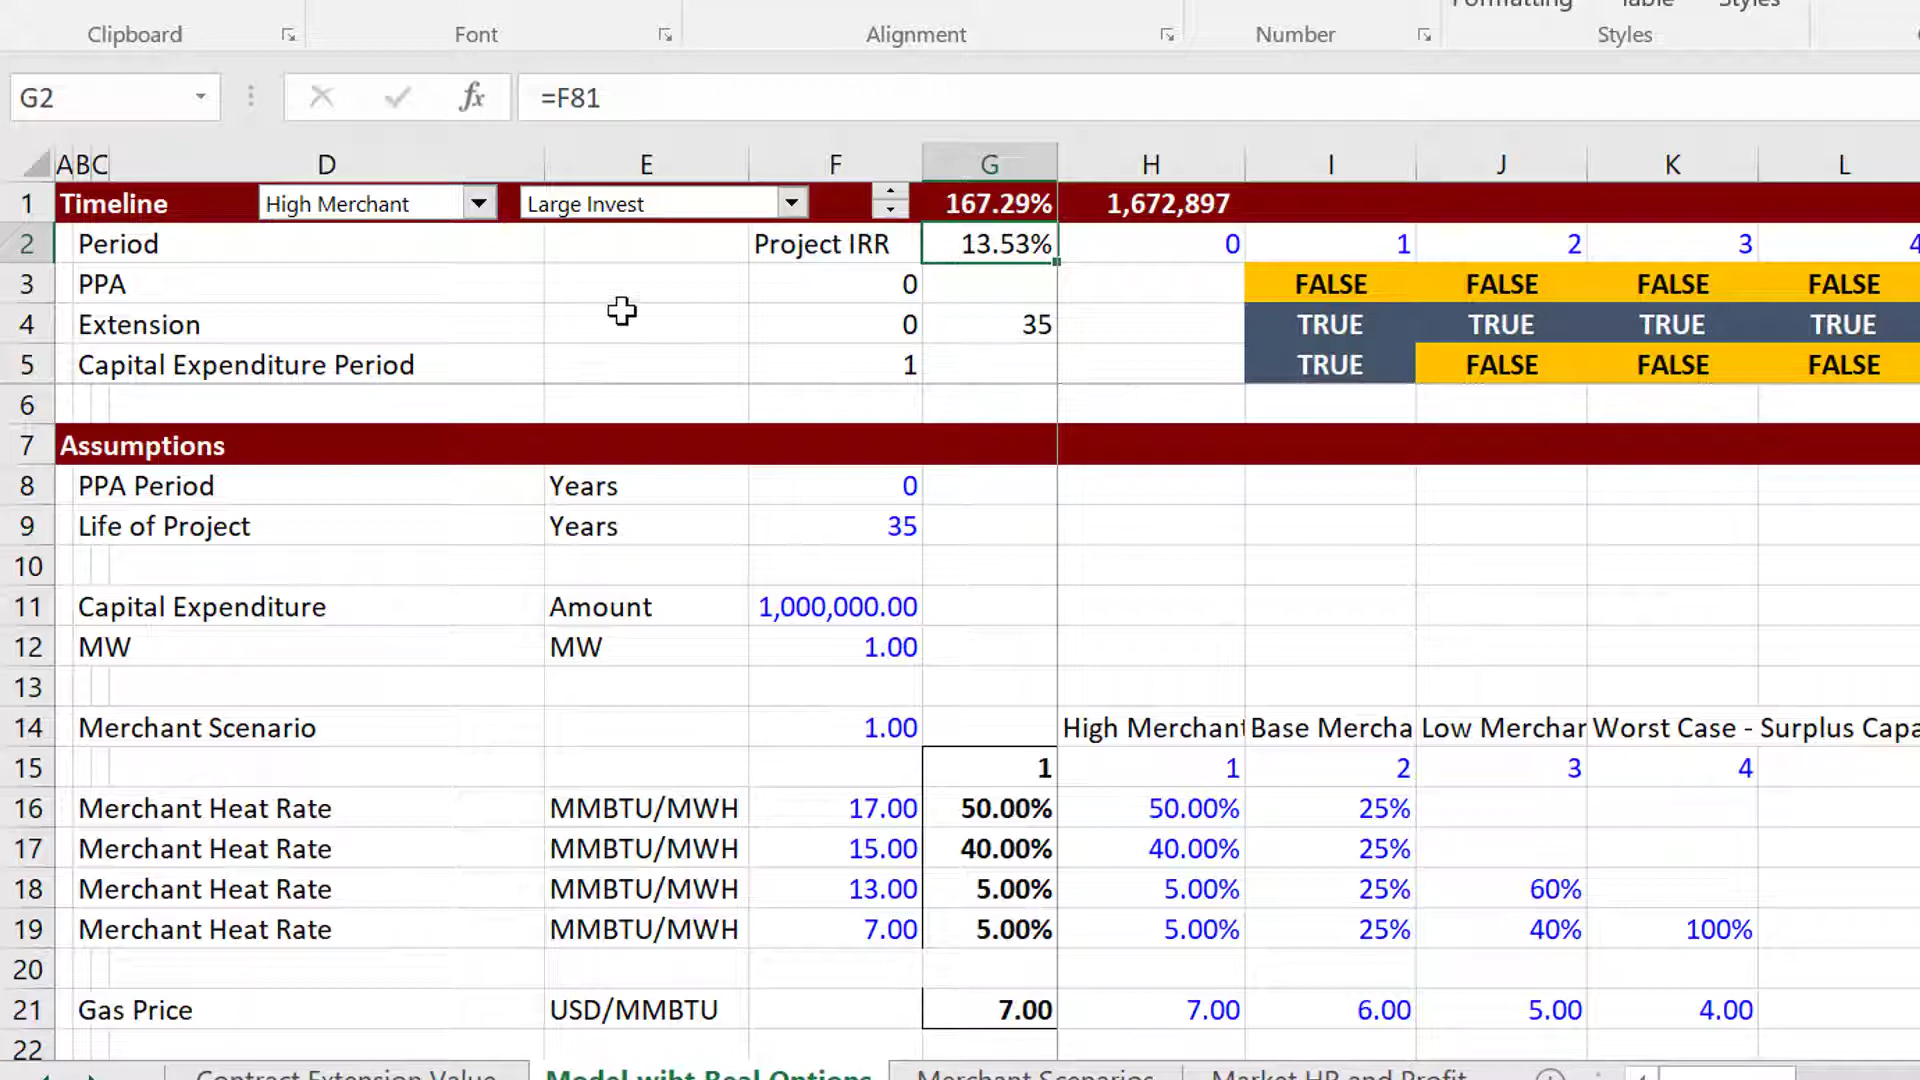 Formatting Table Styles
Clipboard Font Alignment Number Styles
G2 fx =F81
A B C D E F G H I J K L
1 Timeline High Merchant Large Invest 167.29% 1,672,897
2 Period Project IRR 13.53% 0 1 2 3 4
3 PPA 0 FALSE FALSE FALSE FALSE
4 Extension 0 35 TRUE TRUE TRUE TRUE
5 Capital Expenditure Period 1 TRUE FALSE FALSE FALSE
6
7 Assumptions
8 PPA Period Years 0
9 Life of Project Years 35
10
11 Capital Expenditure Amount 1,000,000.00
12 MW MW 1.00
13
14 Merchant Scenario 1.00 High Merchant Base Mercha Low Merchar Worst Case - Surplus Capa
15 1 1 2 3 4
16 Merchant Heat Rate MMBTU/MWH 17.00 50.00% 50.00% 25%
17 Merchant Heat Rate MMBTU/MWH 15.00 40.00% 40.00% 25%
18 Merchant Heat Rate MMBTU/MWH 13.00 5.00% 5.00% 25% 60%
19 Merchant Heat Rate MMBTU/MWH 7.00 5.00% 5.00% 25% 40% 100%
20
21 Gas Price USD/MMBTU 7.00 7.00 6.00 5.00 4.00
22
Contract Extension Value Model wiht Real Options Merchant Scenarios Market HR and Profit